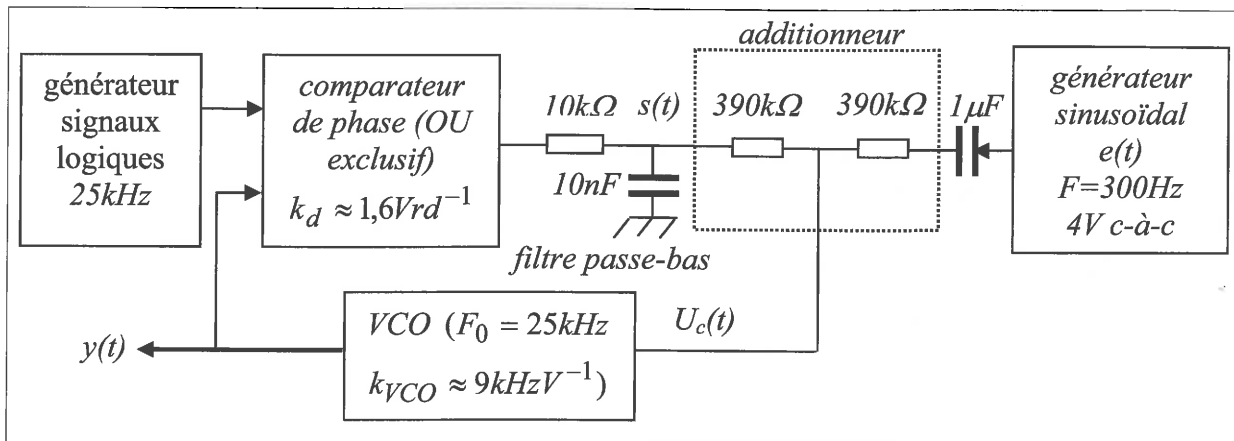 additionneur
générateur
signaux
logiques
25kHz
comparateur
de phase (OU
exclusif)
k_d ≈ 1,6Vrd⁻¹
10kΩ
s(t)
390kΩ
390kΩ
1µF
10nF
filtre passe-bas
générateur
sinusoïdal
e(t)
F=300Hz
4V c-à-c
VCO (F₀ = 25kHz
k_VCO ≈ 9kHzV⁻¹)
U_c(t)
y(t)